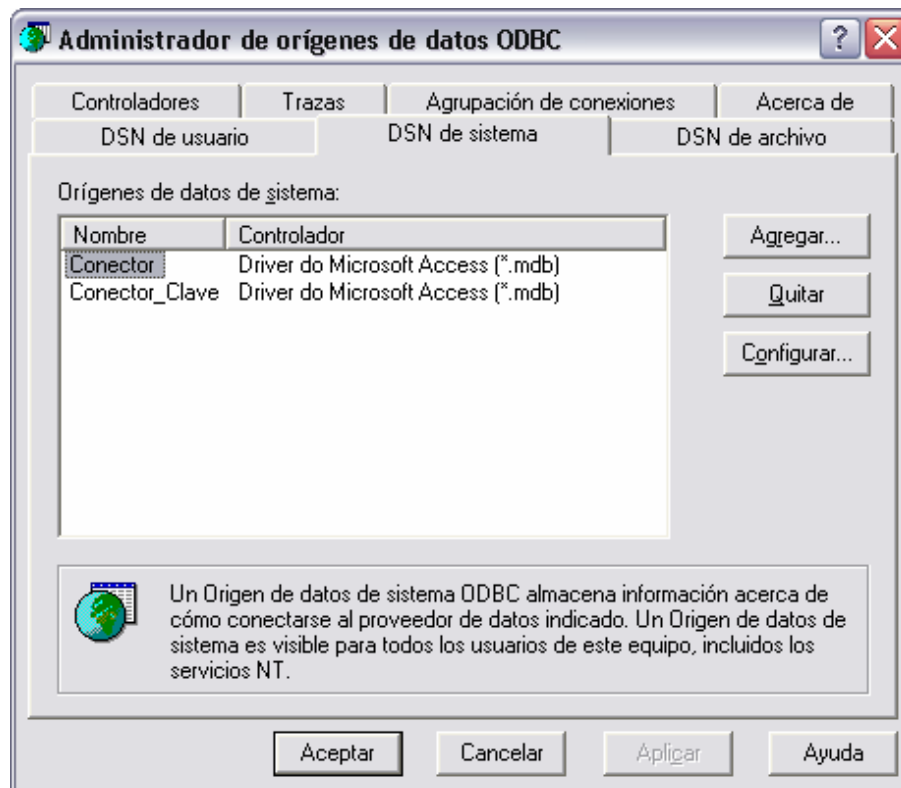 Administrador de orígenes de datos ODBC
Controladores Trazas Agrupación de conexiones Acerca de
DSN de usuario DSN de sistema DSN de archivo
Orígenes de datos de sistema:
Nombre Controlador
Conector Driver do Microsoft Access (*.mdb)
Conector_Clave Driver do Microsoft Access (*.mdb)
Agregar...
Quitar
Configurar...
Un Origen de datos de sistema ODBC almacena información acerca de
cómo conectarse al proveedor de datos indicado. Un Origen de datos de
sistema es visible para todos los usuarios de este equipo, incluidos los
servicios NT.
Aceptar Cancelar Aplicar Ayuda